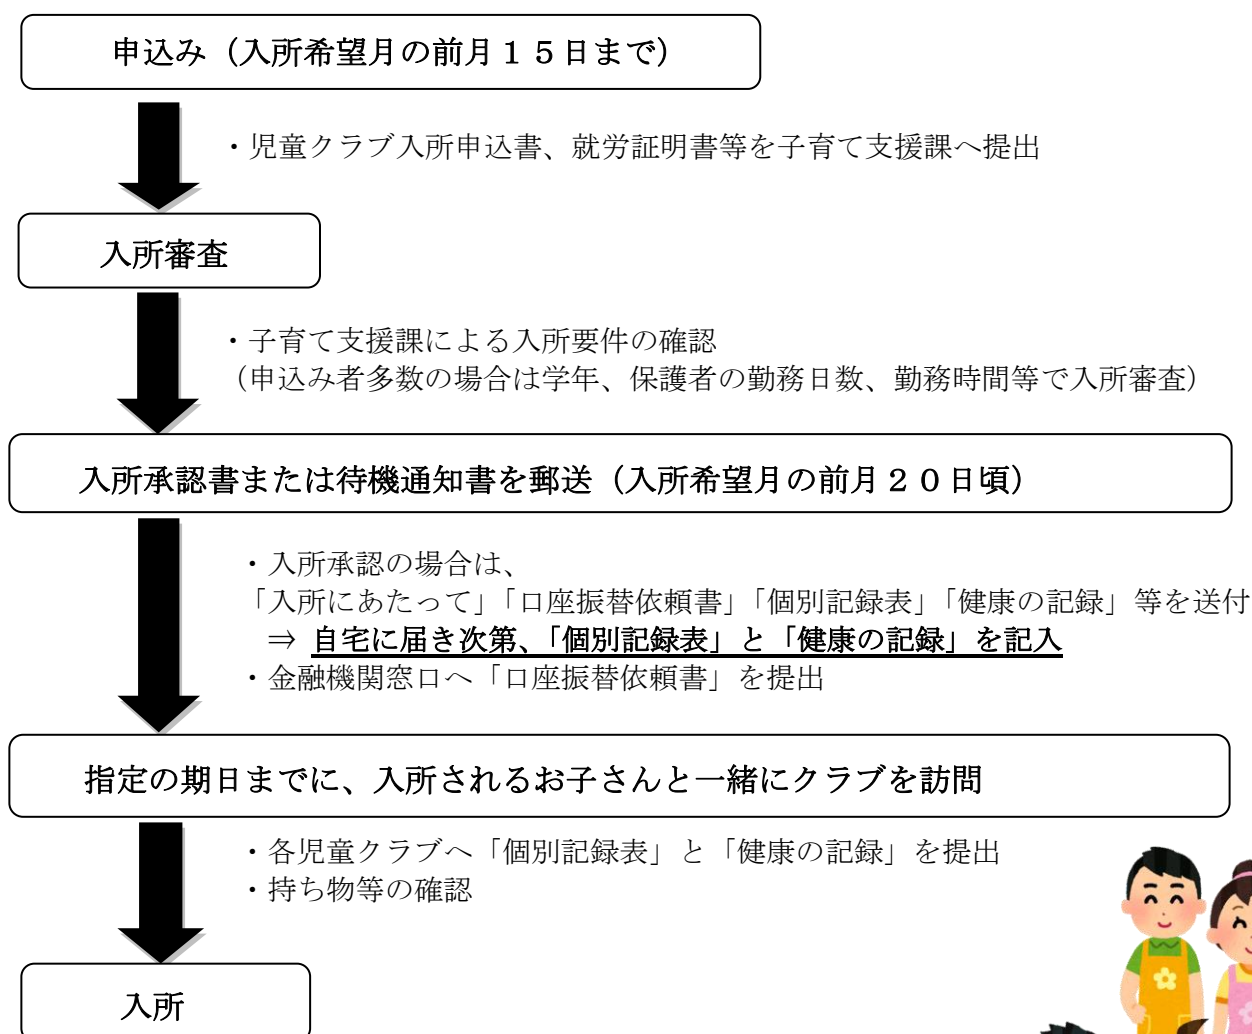 申込み（入所希望月の前月１５日まで）
・児童クラブ入所申込書、就労証明書等を子育て支援課へ提出
入所審査
・子育て支援課による入所要件の確認
（申込み者多数の場合は学年、保護者の勤務日数、勤務時間等で入所審査）
入所承認書または待機通知書を郵送（入所希望月の前月２０日頃）
・入所承認の場合は、
「入所にあたって」「口座振替依頼書」「個別記録表」「健康の記録」等を送付
⇒ 自宅に届き次第、「個別記録表」と「健康の記録」を記入
・金融機関窓口へ「口座振替依頼書」を提出
指定の期日までに、入所されるお子さんと一緒にクラブを訪問
・各児童クラブへ「個別記録表」と「健康の記録」を提出
・持ち物等の確認
入所